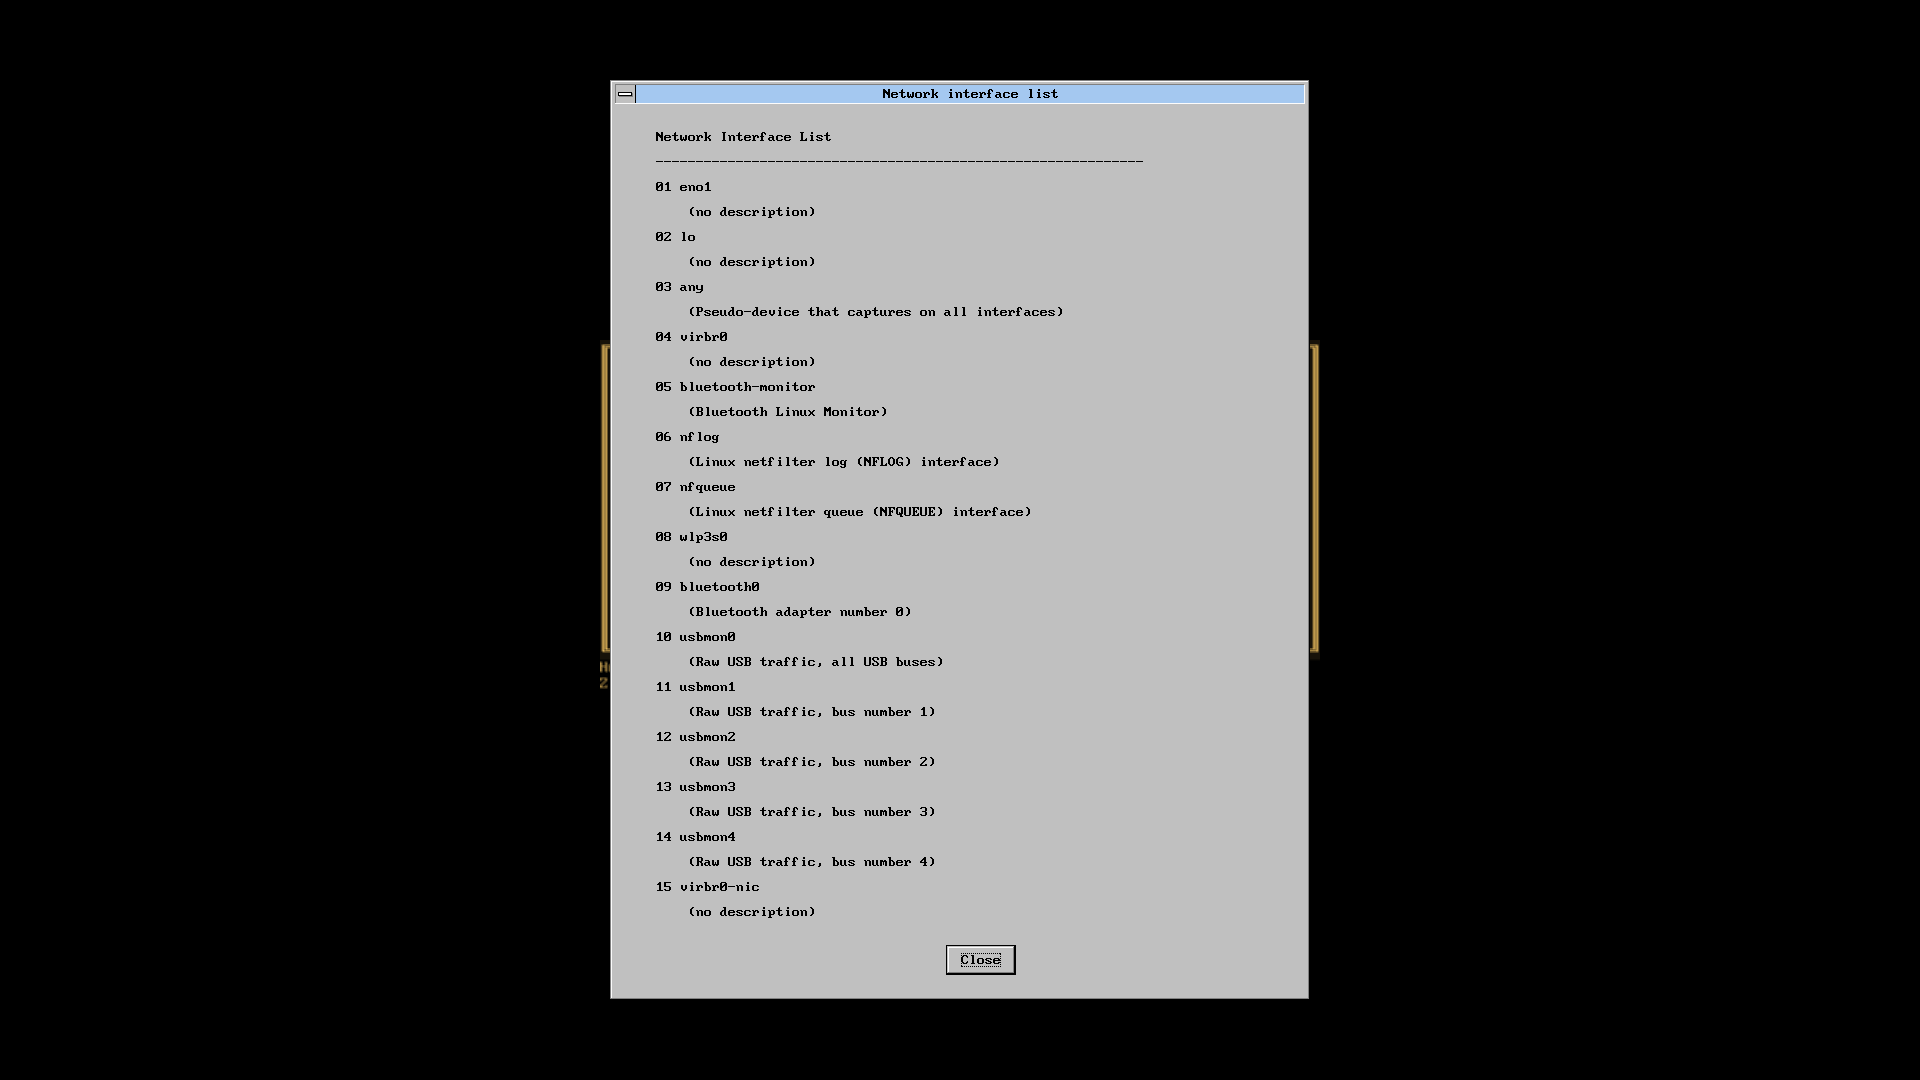 Network interface list
Network Interface List
-------------------------------------------------------------
01 eno1
(no description)
02 lo
(no description)
03 any
(Pseudo-device that captures on all interfaces)
04 virbr0
(no description)
05 bluetooth-monitor
(Bluetooth Linux Monitor)
06 nflog
(Linux netfilter log (NFLOG) interface)
07 nfqueue
(Linux netfilter queue (NFQUEUE) interface)
08 wlp3s0
(no description)
09 bluetooth0
(Bluetooth adapter number 0)
10 usbmon0
(Raw USB traffic, all USB buses)
11 usbmon1
(Raw USB traffic, bus number 1)
12 usbmon2
(Raw USB traffic, bus number 2)
13 usbmon3
(Raw USB traffic, bus number 3)
14 usbmon4
(Raw USB traffic, bus number 4)
15 virbr0-nic
(no description)
Close